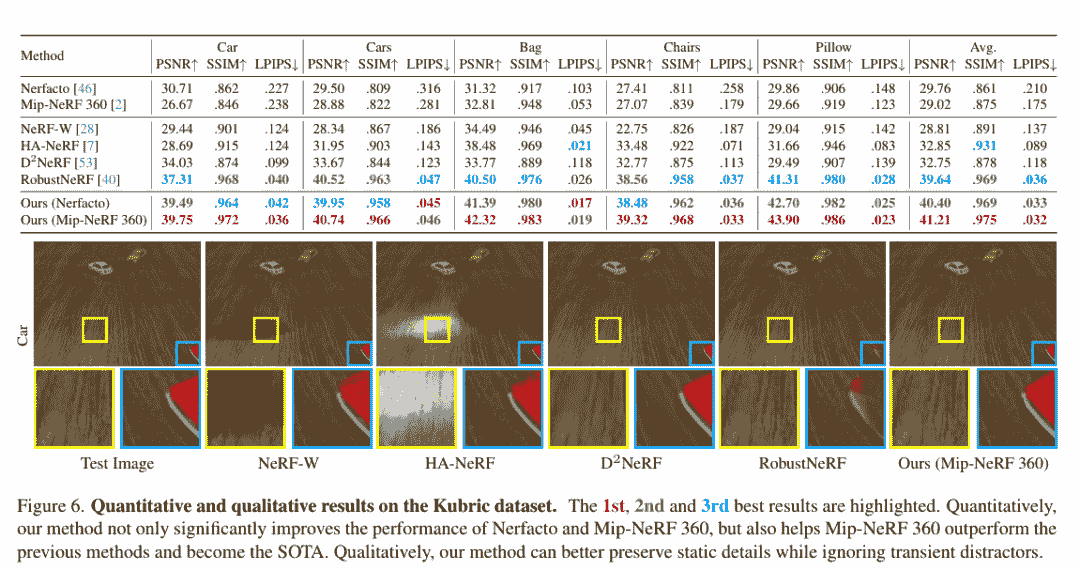 Method Car Cars Bag Chairs Pillow Avg.
PSNR↑ SSIM↑ LPIPS↓ PSNR↑ SSIM↑ LPIPS↓ PSNR↑ SSIM↑ LPIPS↓ PSNR↑ SSIM↑ LPIPS↓ PSNR↑ SSIM↑ LPIPS↓ PSNR↑ SSIM↑ LPIPS↓
Nerfacto [46] 30.71 .862 .227 29.50 .809 .316 31.32 .917 .103 27.41 .811 .258 29.86 .906 .148 29.76 .861 .210
Mip-NeRF 360 [2] 26.67 .846 .238 28.88 .822 .281 32.81 .948 .053 27.07 .839 .179 29.66 .919 .123 29.02 .875 .175
NeRF-W [28] 29.44 .901 .124 28.34 .867 .186 34.49 .946 .045 22.75 .826 .187 29.04 .915 .142 28.81 .891 .137
HA-NeRF [7] 28.69 .915 .124 31.95 .903 .143 38.48 .969 .021 33.48 .922 .071 31.66 .946 .083 32.85 .931 .089
D²NeRF [53] 34.03 .874 .099 33.67 .844 .123 33.77 .889 .118 32.77 .875 .113 29.49 .907 .139 32.75 .878 .118
RobustNeRF [40] 37.31 .968 .040 40.52 .963 .047 40.50 .976 .026 38.56 .958 .037 41.31 .980 .028 39.64 .969 .036
Ours (Nerfacto) 39.49 .964 .042 39.95 .958 .045 41.39 .980 .017 38.48 .962 .036 42.70 .982 .025 40.40 .969 .033
Ours (Mip-NeRF 360) 39.75 .972 .036 40.74 .966 .046 42.32 .983 .019 39.32 .968 .033 43.90 .986 .023 41.21 .975 .032
Car
Test Image NeRF-W HA-NeRF D²NeRF RobustNeRF Ours (Mip-NeRF 360)
Figure 6. Quantitative and qualitative results on the Kubric dataset. The 1st, 2nd and 3rd best results are highlighted. Quantitatively,
our method not only significantly improves the performance of Nerfacto and Mip-NeRF 360, but also helps Mip-NeRF 360 outperform the
previous methods and become the SOTA. Qualitatively, our method can better preserve static details while ignoring transient distractors.